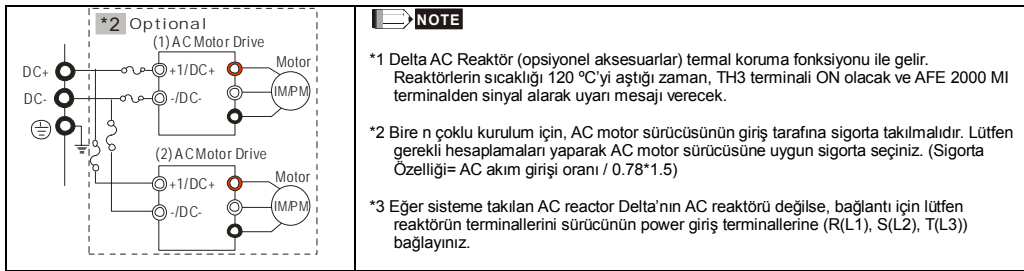 *2 Optional
(1) AC Motor Drive
DC+
+1/DC+
Motor
DC-
-/DC-
IM/PM
(2) AC Motor Drive
+1/DC+
Motor
-/DC-
IM/PM
NOTE
*1 Delta AC Reaktör (opsiyonel aksesuarlar) termal koruma fonksiyonu ile gelir.
Reaktörlerin sıcaklığı 120 ºC'yi aştığı zaman, TH3 terminali ON olacak ve AFE 2000 MI
terminalden sinyal alarak uyarı mesajı verecek.
*2 Bire n çoklu kurulum için, AC motor sürücüsünün giriş tarafına sigorta takılmalıdır. Lütfen
gerekli hesaplamaları yaparak AC motor sürücüsüne uygun sigorta seçiniz. (Sigorta
Özelliği= AC akım girişi oranı / 0.78*1.5)
*3 Eğer sisteme takılan AC reactor Delta'nın AC reaktörü değilse, bağlantı için lütfen
reaktörün terminallerini sürücünün power giriş terminallerine (R(L1), S(L2), T(L3))
bağlayınız.